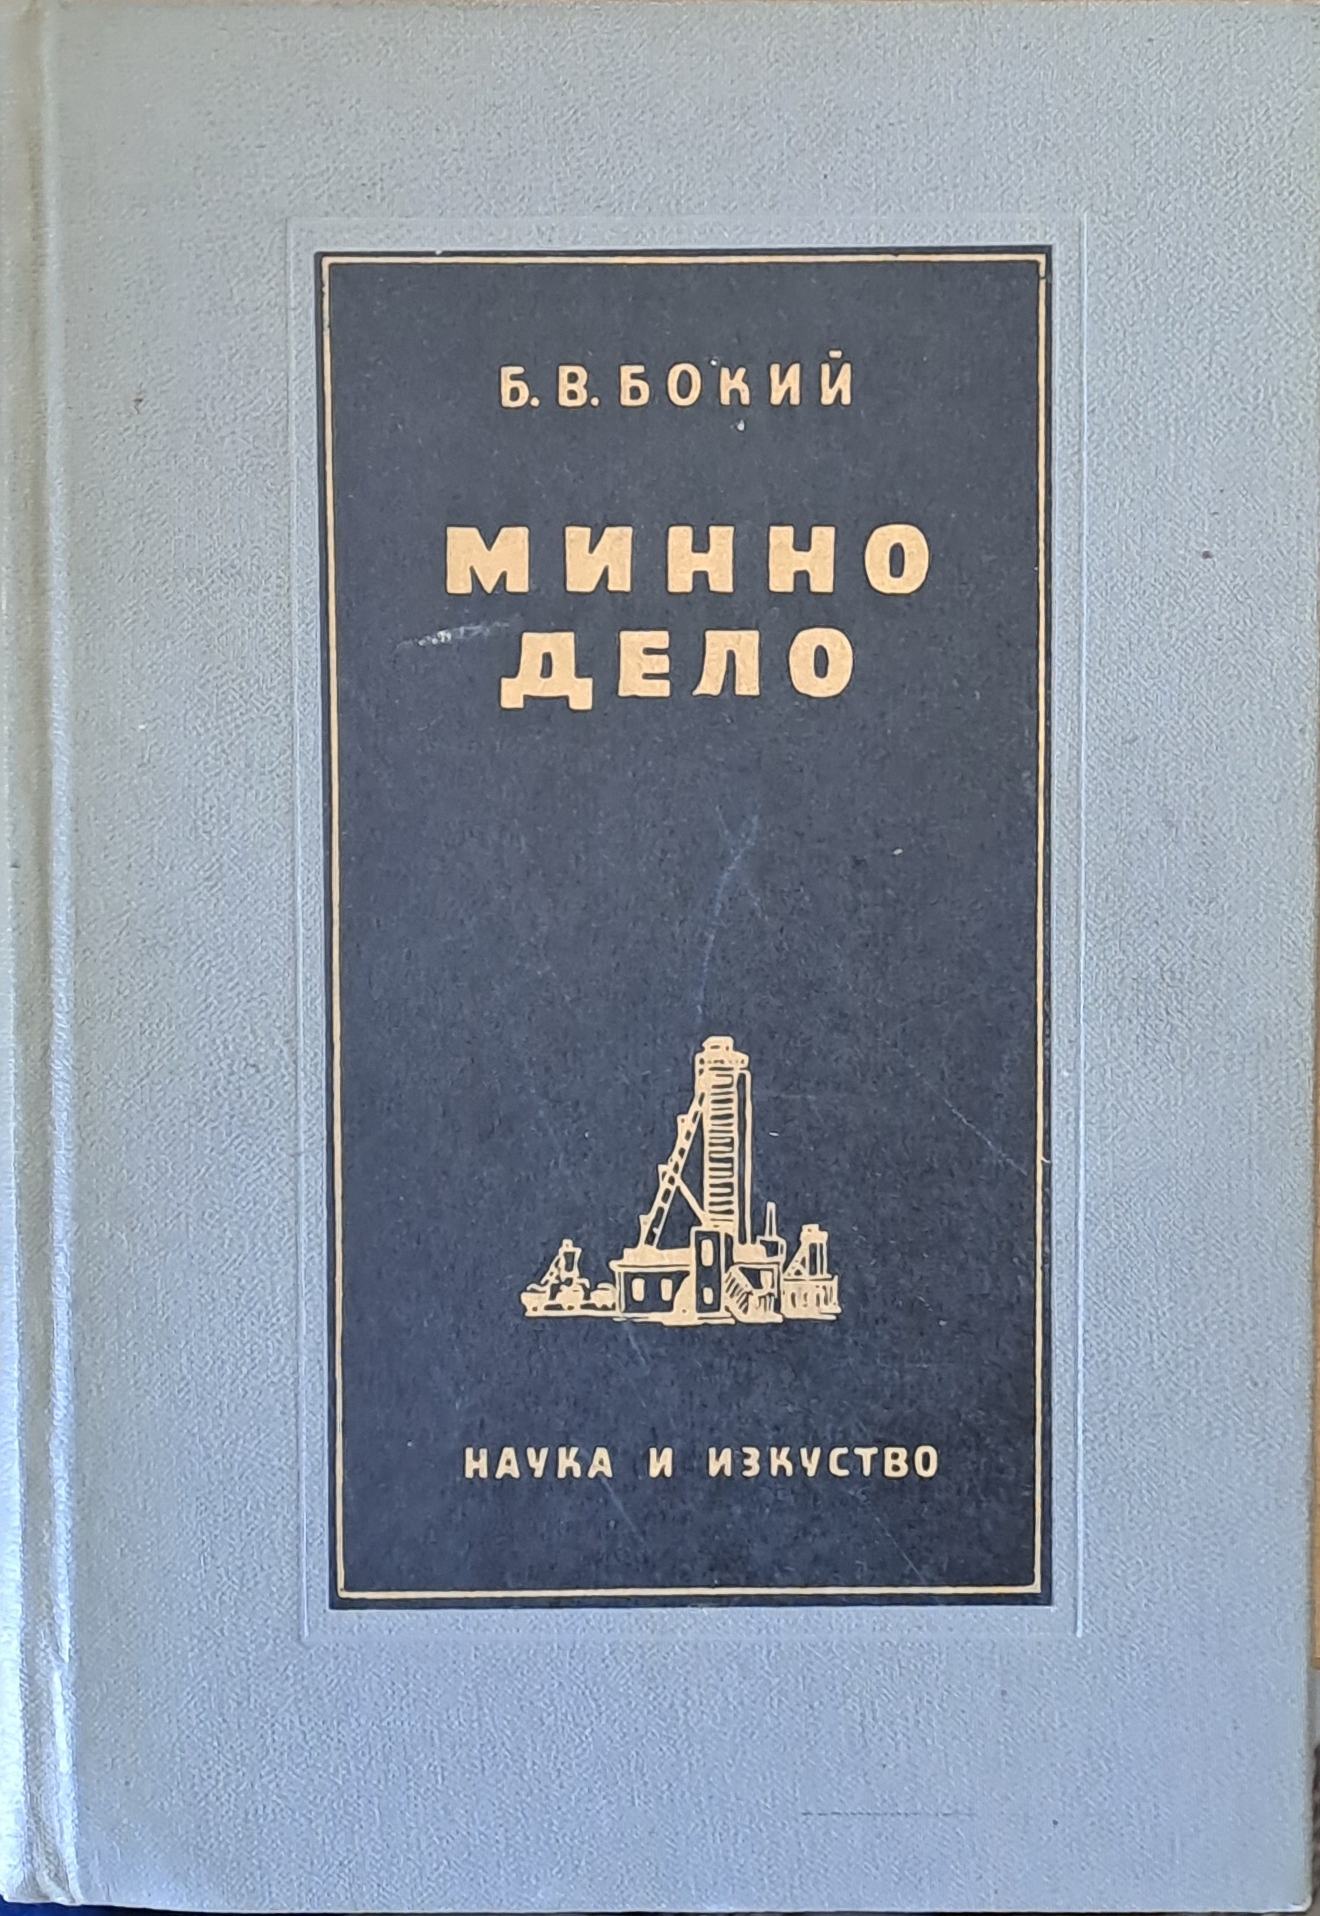 Б. В. БОКИЙ
МИННО
ДЕЛО
НАУКА И ИЗКУСТВО